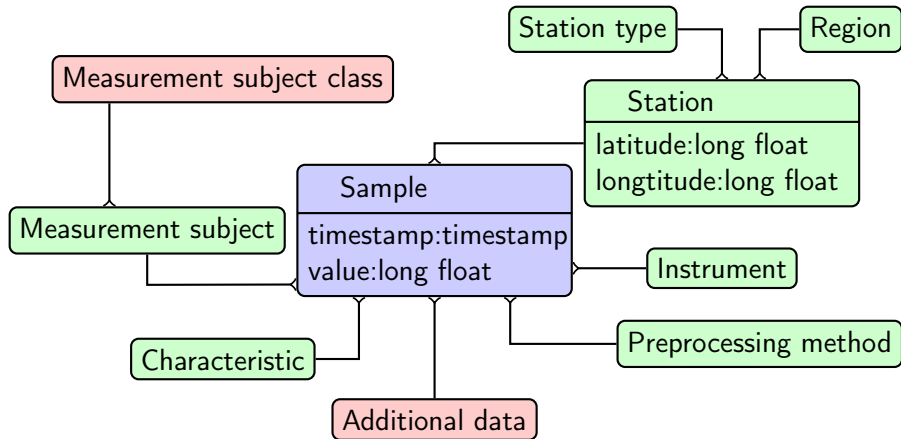 Station type
Region
Measurement subject class
Station
latitude:long float
longtitude:long float
Sample
timestamp:timestamp
value:long float
Measurement subject
Instrument
Preprocessing method
Characteristic
Additional data